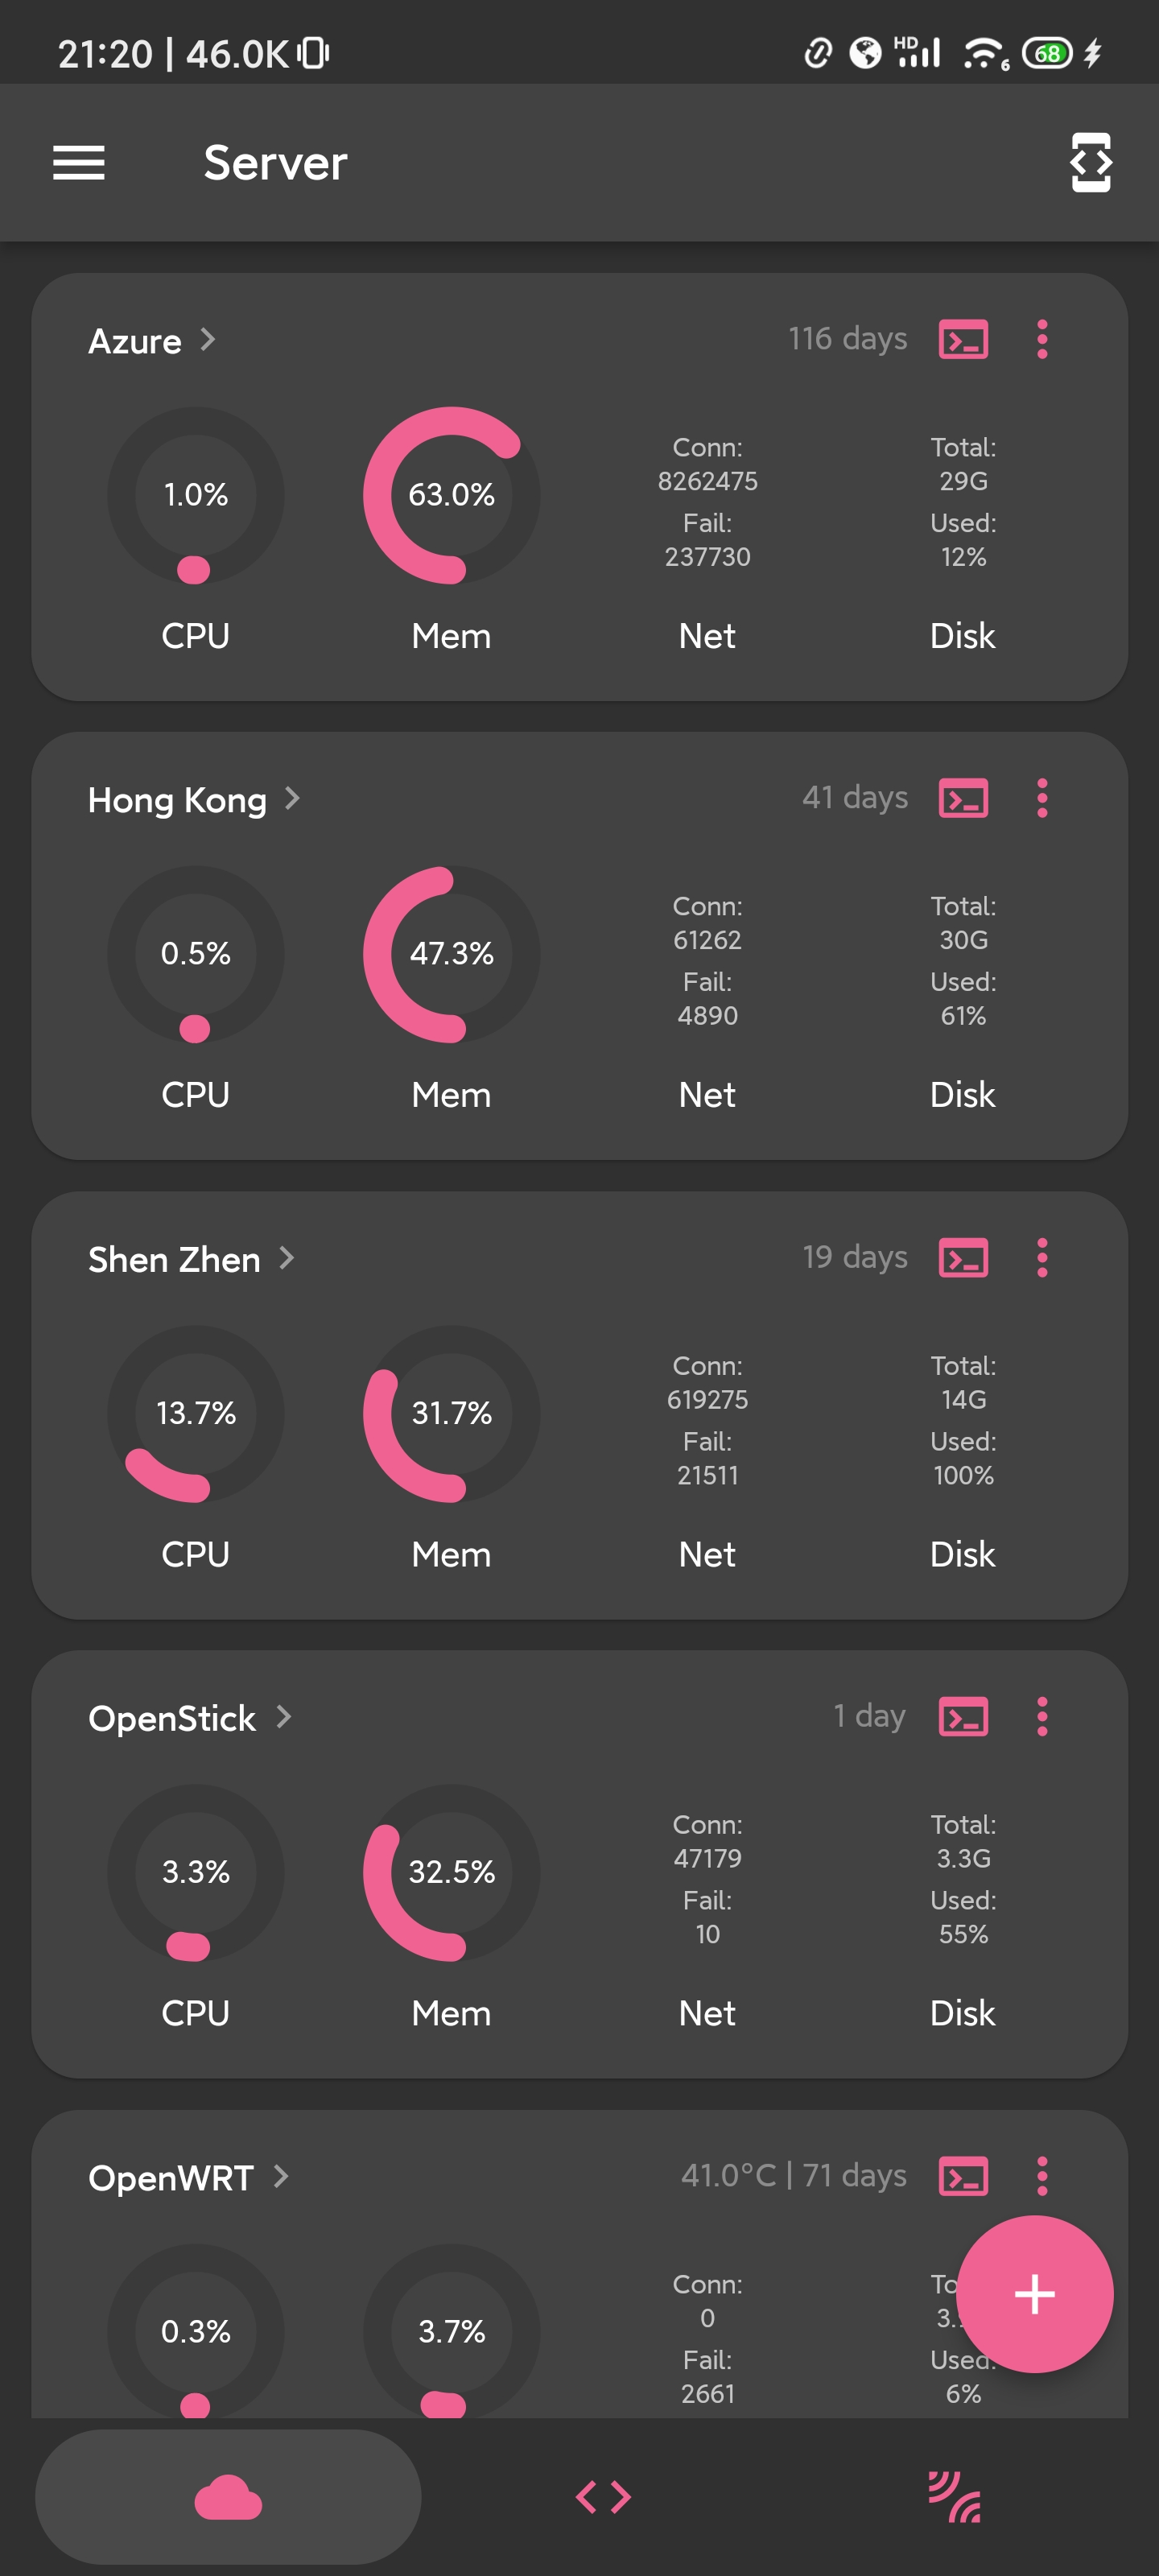 21:20 | 46.0K
HD
6
68
Server
Azure
116 days
1.0%
63.0%
Conn:
8262475
Fail:
237730
Total:
29G
Used:
12%
CPU
Mem
Net
Disk
Hong Kong
41 days
0.5%
47.3%
Conn:
61262
Fail:
4890
Total:
30G
Used:
61%
CPU
Mem
Net
Disk
Shen Zhen
19 days
13.7%
31.7%
Conn:
619275
Fail:
21511
Total:
14G
Used:
100%
CPU
Mem
Net
Disk
OpenStick
1 day
3.3%
32.5%
Conn:
47179
Fail:
10
Total:
3.3G
Used:
55%
CPU
Mem
Net
Disk
OpenWRT
41.0°C | 71 days
0.3%
3.7%
Conn:
0
Fail:
2661
Used:
6%